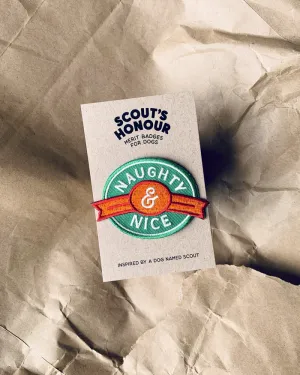 SCOUT'S
HONOUR
MERIT BADGES
FOR DOGS
NAUGHTY
&
NICE
INSPIRED BY A DOG NAMED SCOUT